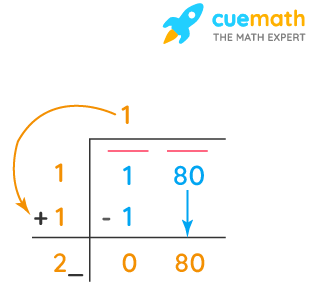 cuemath
THE MATH EXPERT
1
1 1 80
+ 1 - 1
2_ 0 80